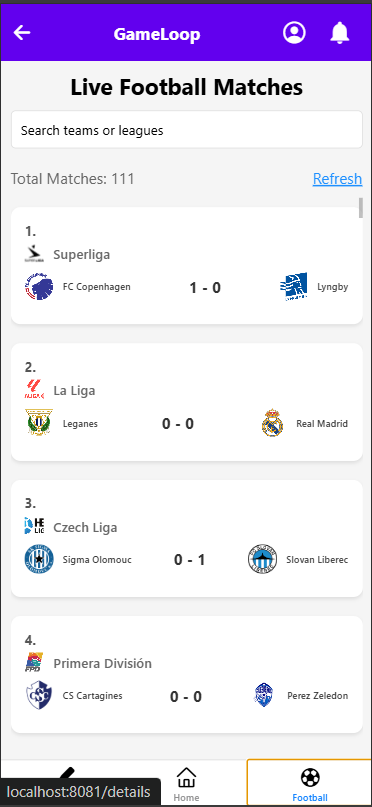 GameLoop
Live Football Matches
Search teams or leagues
Total Matches: 111 Refresh
1.
Superliga
FC Copenhagen 1 - 0 Lyngby
2.
La Liga
Leganes 0 - 0 Real Madrid
3.
Czech Liga
Sigma Olomouc 0 - 1 Slovan Liberec
4.
Primera División
CS Cartagines 0 - 0 Perez Zeledon
localhost:8081/details
Home
Football